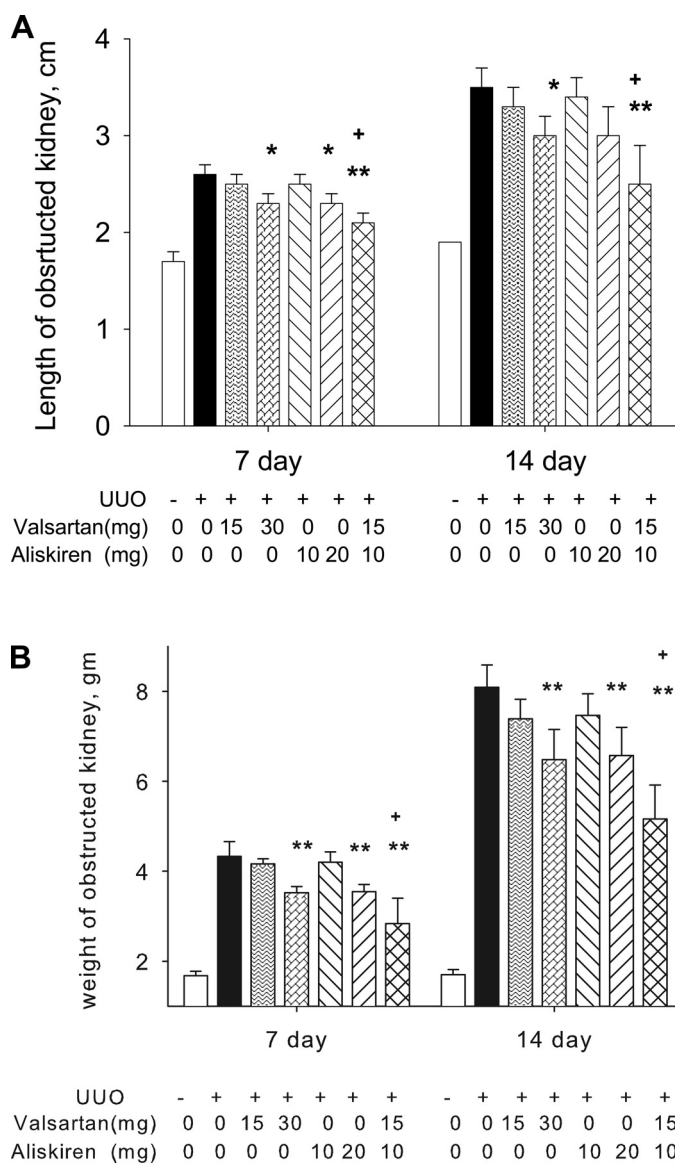 A
Length of obsrtucted kidney, cm
4
3
2
1
0
* * + **
* + **
7 day 14 day
UUO - + + + + + + - + + + + + +
Valsartan(mg) 0 0 15 30 0 0 15 0 0 15 30 0 0 15
Aliskiren (mg) 0 0 0 0 10 20 10 0 0 0 0 10 20 10
B
weight of obstructed kidney, gm
8
6
4
2
** ** + **
** ** + **
7 day 14 day
UUO - + + + + + + - + + + + + +
Valsartan(mg) 0 0 15 30 0 0 15 0 0 15 30 0 0 15
Aliskiren (mg) 0 0 0 0 10 20 10 0 0 0 0 10 20 10